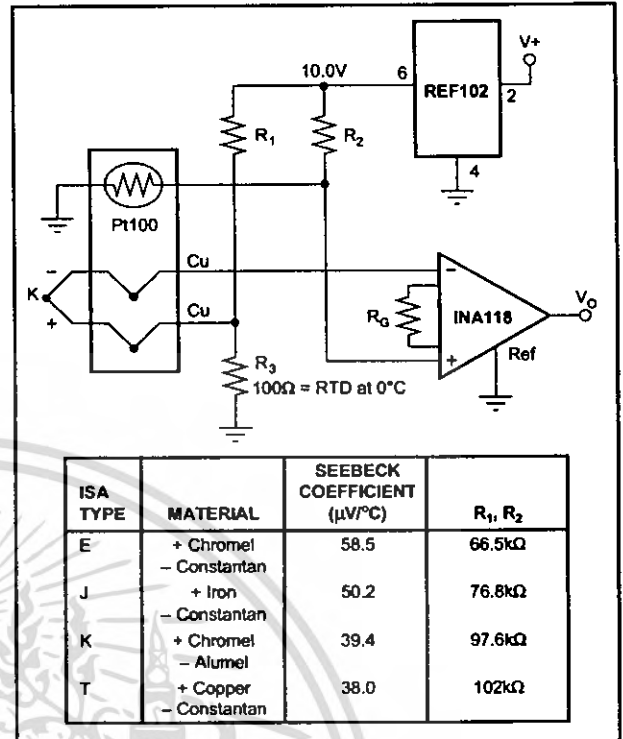 V+
10.0V
6
REF102
2
R1
R2
4
Pt100
Cu
−
K
Cu
+
−
RG
INA118
VO
+
Ref
R3
100Ω = RTD at 0°C
ISA TYPE
MATERIAL
SEEBECK COEFFICIENT (µV/°C)
R1, R2
E
+ Chromel
− Constantan
58.5
66.5kΩ
J
+ Iron
− Constantan
50.2
76.8kΩ
K
+ Chromel
− Alumel
39.4
97.6kΩ
T
+ Copper
− Constantan
38.0
102kΩ